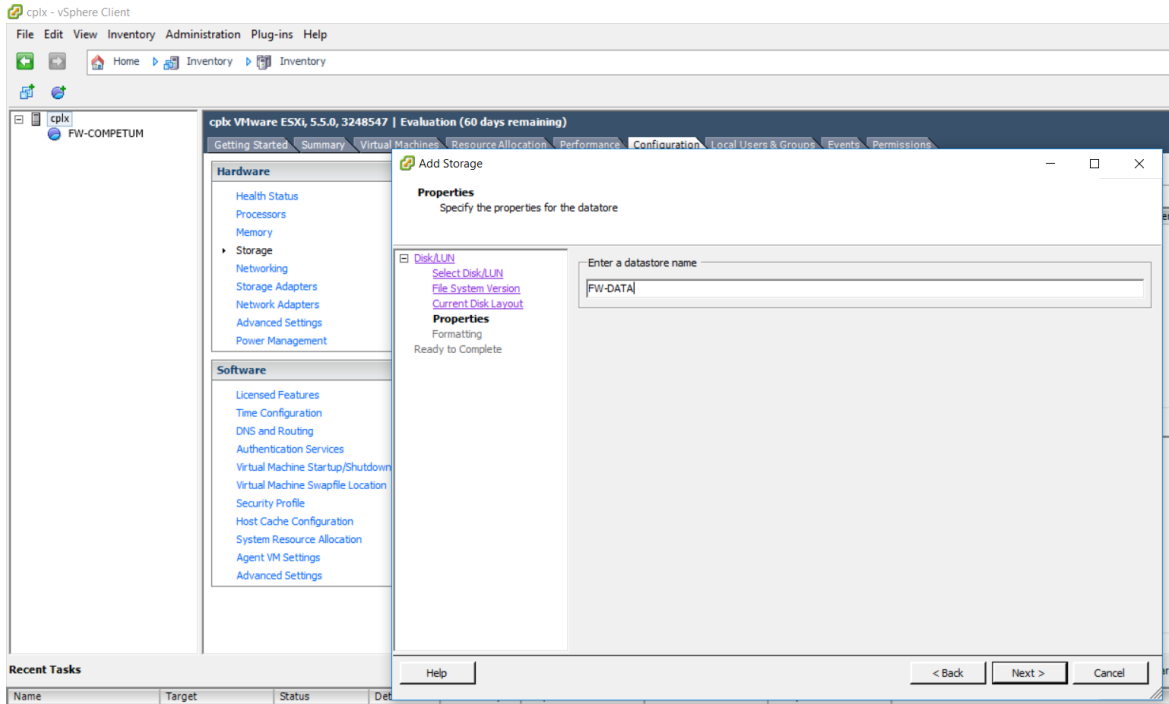 cplx - vSphere Client
File Edit View Inventory Administration Plug-ins Help
Home Inventory Inventory
cplx
FW-COMPETUM
cplx VMware ESXi, 5.5.0, 3248547 | Evaluation (60 days remaining)
Getting Started Summary Virtual Machines Resource Allocation Performance Configuration Local Users & Groups Events Permissions
Hardware
Health Status
Processors
Memory
Storage
Networking
Storage Adapters
Network Adapters
Advanced Settings
Power Management
Software
Licensed Features
Time Configuration
DNS and Routing
Authentication Services
Virtual Machine Startup/Shutdown
Virtual Machine Swapfile Location
Security Profile
Host Cache Configuration
System Resource Allocation
Agent VM Settings
Advanced Settings
Add Storage
Properties
Specify the properties for the datatore
Disk/LUN
Select Disk/LUN
File System Version
Current Disk Layout
Properties
Formatting
Ready to Complete
Enter a datastore name
FW-DATA
Help
< Back Next > Cancel
Recent Tasks
Name Target Status Det